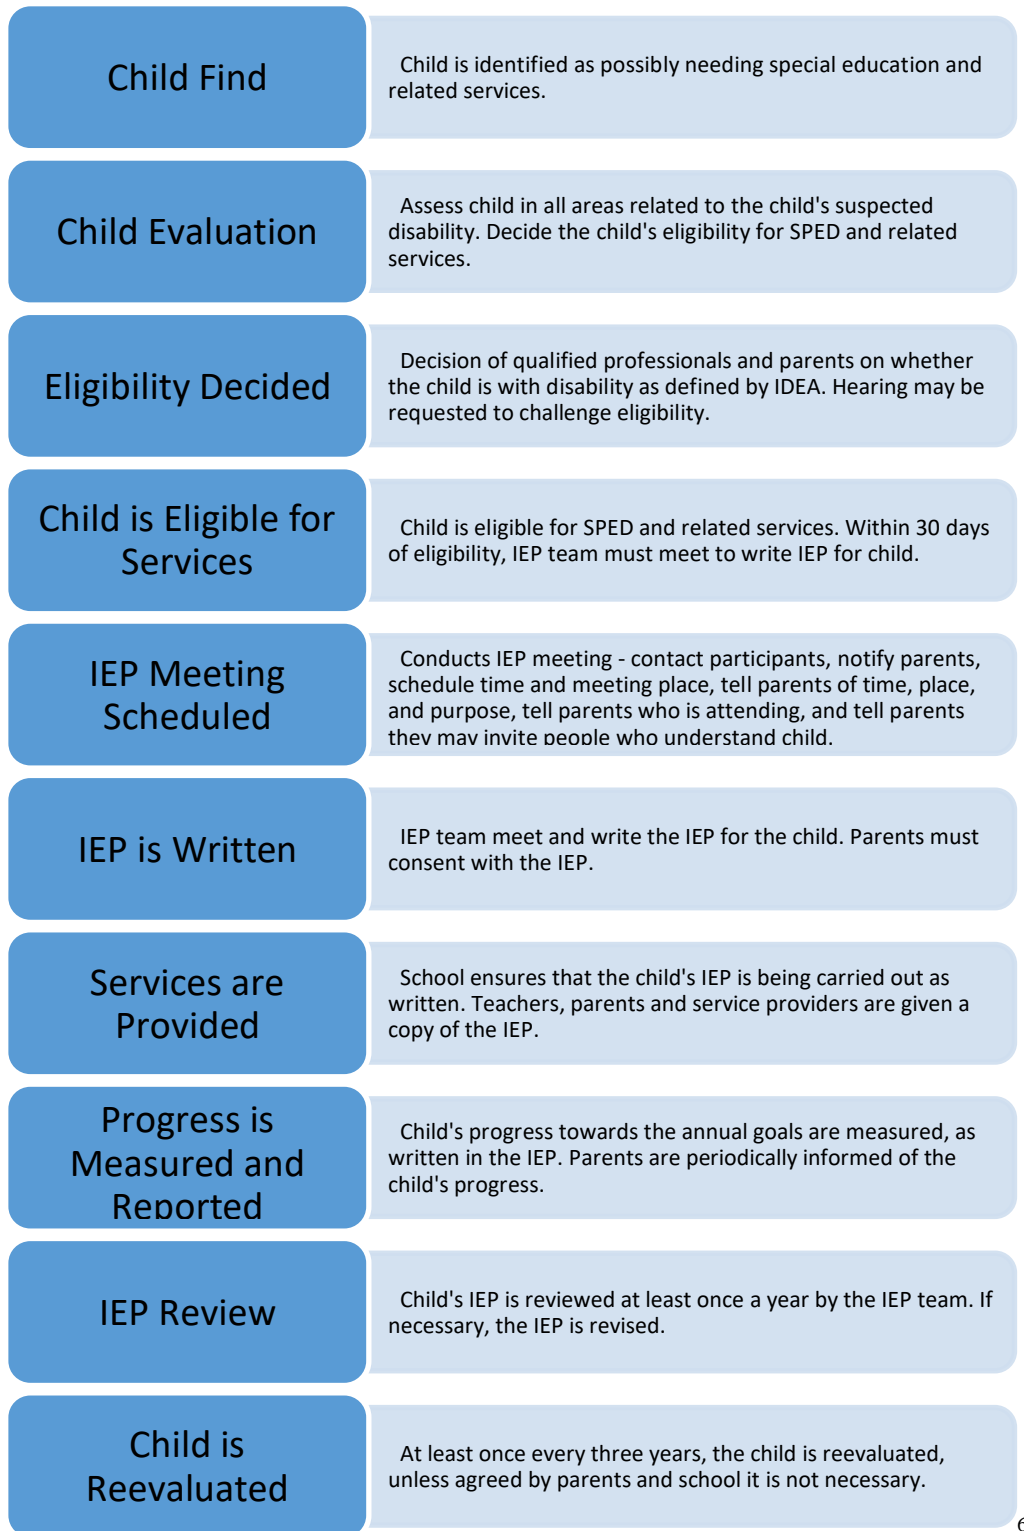 Child Find
Child is identified as possibly needing special education and
related services.
Child Evaluation
Assess child in all areas related to the child's suspected
disability. Decide the child's eligibility for SPED and related
services.
Eligibility Decided
Decision of qualified professionals and parents on whether
the child is with disability as defined by IDEA. Hearing may be
requested to challenge eligibility.
Child is Eligible for
Services
Child is eligible for SPED and related services. Within 30 days
of eligibility, IEP team must meet to write IEP for child.
IEP Meeting
Scheduled
Conducts IEP meeting - contact participants, notify parents,
schedule time and meeting place, tell parents of time, place,
and purpose, tell parents who is attending, and tell parents
they may invite people who understand child.
IEP is Written
IEP team meet and write the IEP for the child. Parents must
consent with the IEP.
Services are
Provided
School ensures that the child's IEP is being carried out as
written. Teachers, parents and service providers are given a
copy of the IEP.
Progress is
Measured and
Reported
Child's progress towards the annual goals are measured, as
written in the IEP. Parents are periodically informed of the
child's progress.
IEP Review
Child's IEP is reviewed at least once a year by the IEP team. If
necessary, the IEP is revised.
Child is
Reevaluated
At least once every three years, the child is reevaluated,
unless agreed by parents and school it is not necessary.